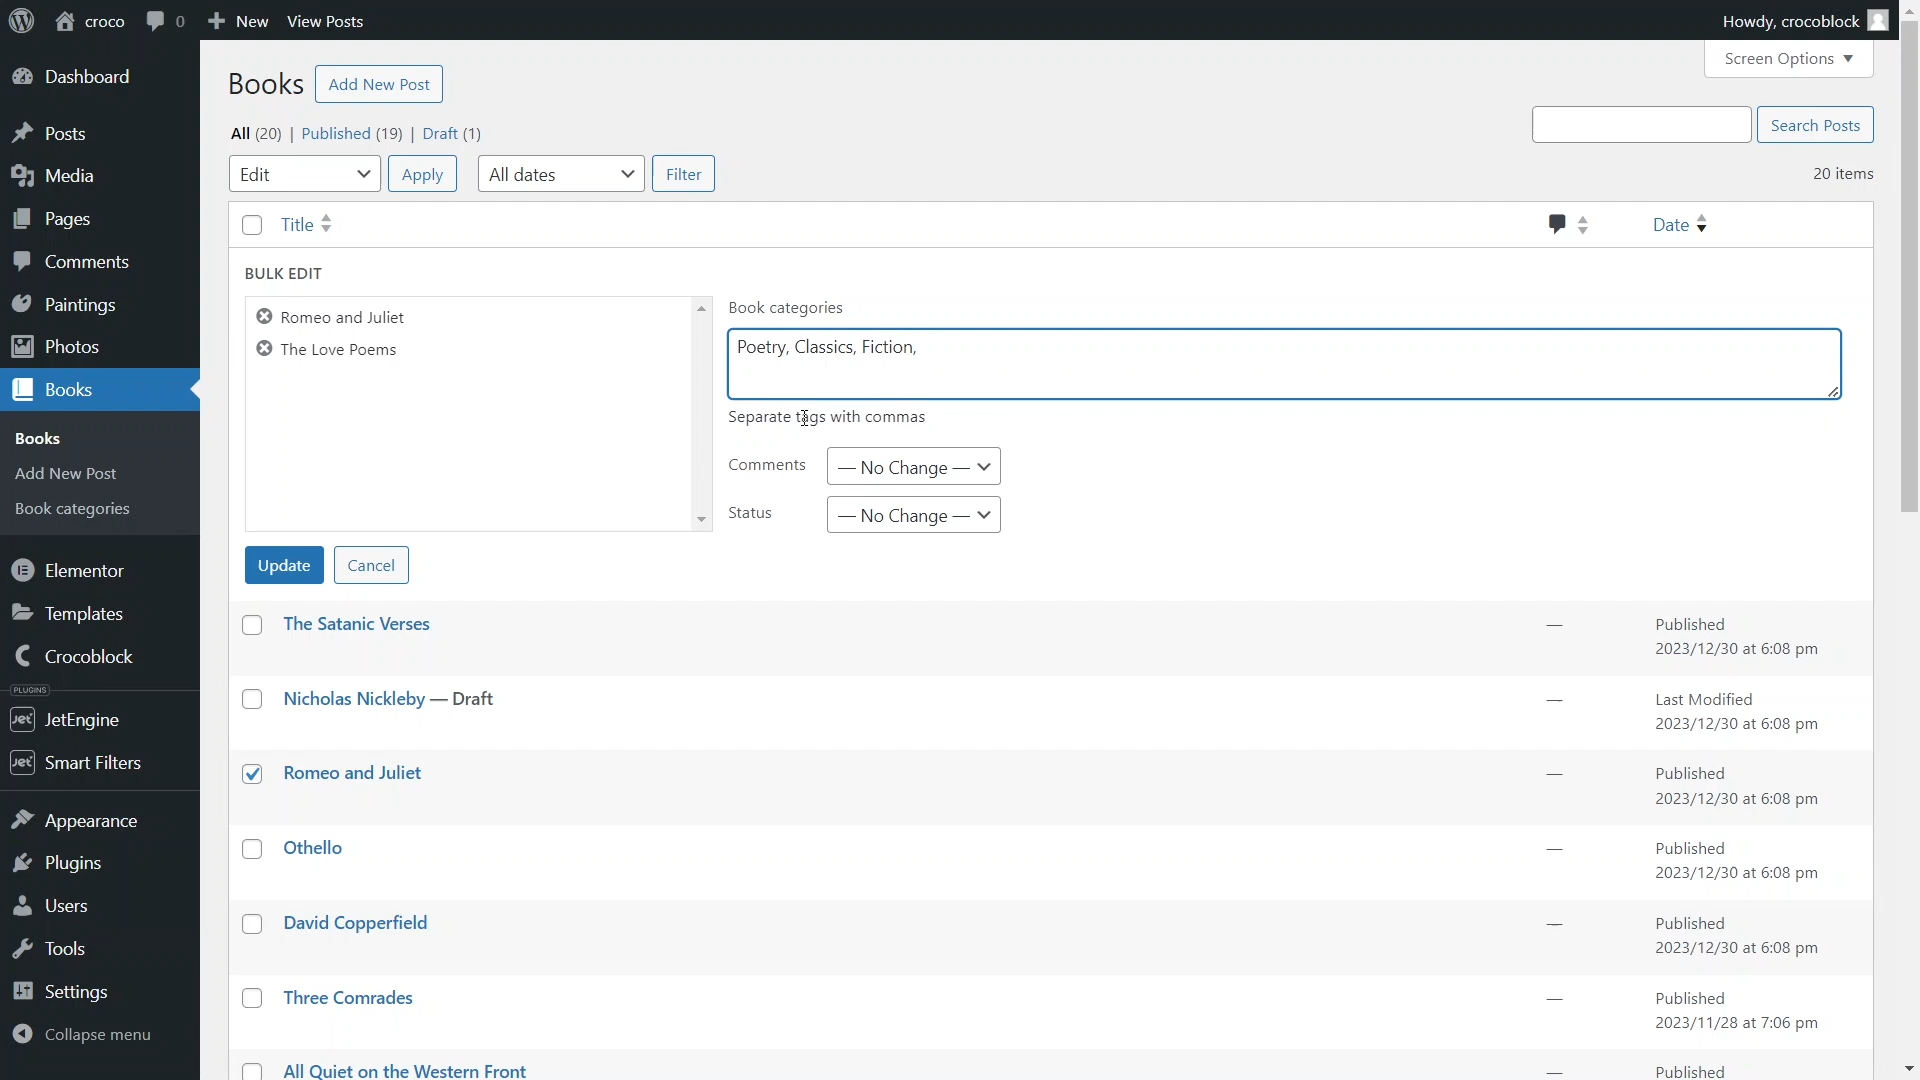 croco 0 + New View Posts Howdy, crocoblock
Screen Options
Dashboard
Posts
Media
Pages
Comments
Paintings
Photos
Books
Books
Add New Post
Book categories
Elementor
Templates
Crocoblock
PLUGINS
JetEngine
Smart Filters
Appearance
Plugins
Users
Tools
Settings
Collapse menu
Books Add New Post
All (20) | Published (19) | Draft (1)
Search Posts
Edit Apply All dates Filter 20 items
Title Date
BULK EDIT
Romeo and Juliet
The Love Poems
Book categories
Poetry, Classics, Fiction,
Separate tags with commas
Comments — No Change —
Status — No Change —
Update Cancel
The Satanic Verses — Published
2023/12/30 at 6:08 pm
Nicholas Nickleby — Draft — Last Modified
2023/12/30 at 6:08 pm
Romeo and Juliet — Published
2023/12/30 at 6:08 pm
Othello — Published
2023/12/30 at 6:08 pm
David Copperfield — Published
2023/12/30 at 6:08 pm
Three Comrades — Published
2023/11/28 at 7:06 pm
All Quiet on the Western Front — Published